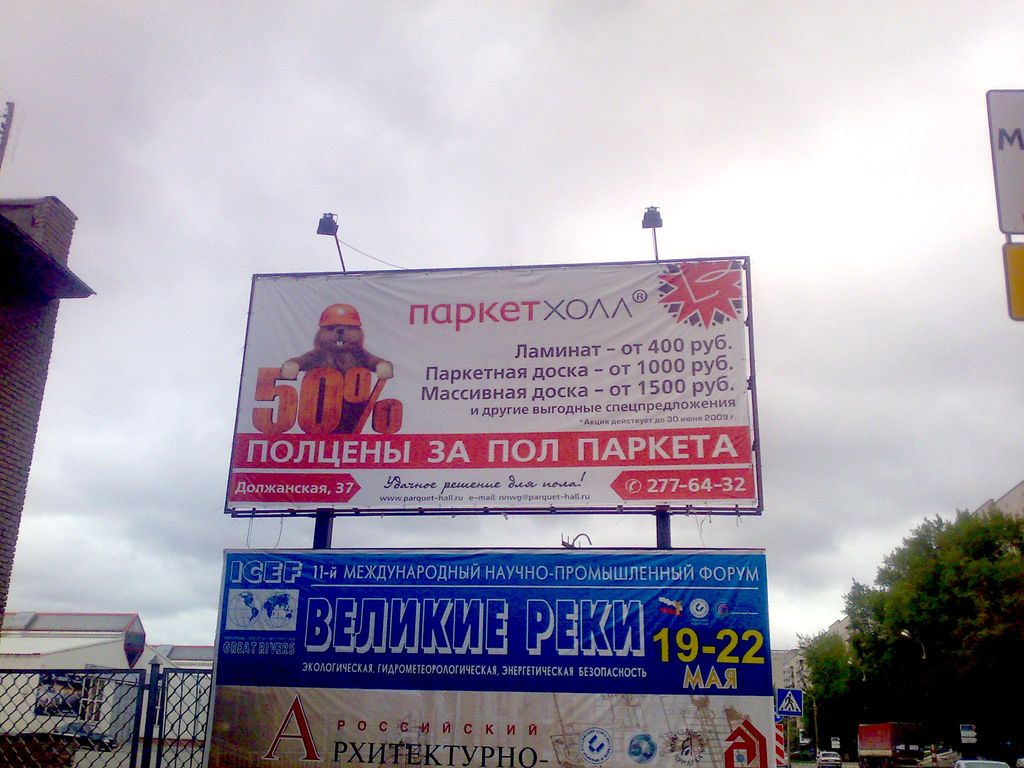 паркетхолл®
Ламинат – от 400 руб.
Паркетная доска – от 1000 руб.
Массивная доска – от 1500 руб.
и другие выгодные спецпредложения
*Акция действует до 30 июня 2009 г.
50%
ПОЛЦЕНЫ ЗА ПОЛ ПАРКЕТА
Должанская, 37
Удачное решение для пола!
www.parquet-hall.ru e-mail: nnwg@parquet-hall.ru
277-64-32
ICEF 11-й МЕЖДУНАРОДНЫЙ НАУЧНО-ПРОМЫШЛЕННЫЙ ФОРУМ
ВЕЛИКИЕ РЕКИ
GREAT RIVERS
19-22
МАЯ
ЭКОЛОГИЧЕСКАЯ, ГИДРОМЕТЕОРОЛОГИЧЕСКАЯ, ЭНЕРГЕТИЧЕСКАЯ БЕЗОПАСНОСТЬ
РОССИЙСКИЙ
АРХИТЕКТУРНО-
М